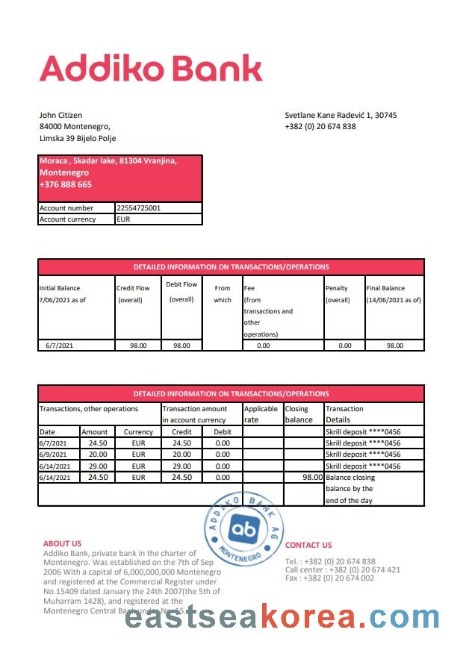 Addiko Bank
John Citizen
84000 Montenegro,
Limska 39 Bijelo Polje
Svetlane Kane Radević 1, 30745
+382 (0) 20 674 838
Moraca , Skadar lake, 81304 Vranjina,
Montenegro
+376 888 665
Account number 22554725001
Account currency EUR
DETAILED INFORMATION ON TRANSACTIONS/OPERATIONS
Initial Balance Credit Flow Debit Flow From Fee Penalty Final Balance
7/06/2021 as of (overall) (overall) which (from (overall) (14/06/2021 as of)
transactions and
other
operations)
6/7/2021 98.00 98.00 0.00 0.00 98.00
DETAILED INFORMATION ON TRANSACTIONS/OPERATIONS
Transactions, other operations Transaction amount Applicable Closing Transaction
in account currency rate balance Details
Date Amount Currency Credit Debit Skrill deposit ****0456
6/7/2021 24.50 EUR 24.50 0.00 Skrill deposit ****0456
6/9/2021 20.00 EUR 20.00 0.00 Skrill deposit ****0456
6/14/2021 29.00 EUR 29.00 0.00 Skrill deposit ****0456
6/14/2021 24.50 EUR 24.50 0.00 98.00 Balance closing
balance by the
end of the day
ADDIKO BANK AG
ab
MONTENEGRO
ABOUT US
Addiko Bank, private bank in the charter of
Montenegro. Was established on the 7th of Sep
2006 With a capital of 6,000,000,000 Montenegro
and registered at the Commercial Register under
No.15409 dated January the 24th 2007(the 5th of
Muharram 1428), and registered at the
Montenegro Central Bank under No.
CONTACT US
Tel. : +382 (0) 20 674 838
Call center : +382 (0) 20 674 421
Fax : +382 (0) 20 674 002
eastseakorea.com